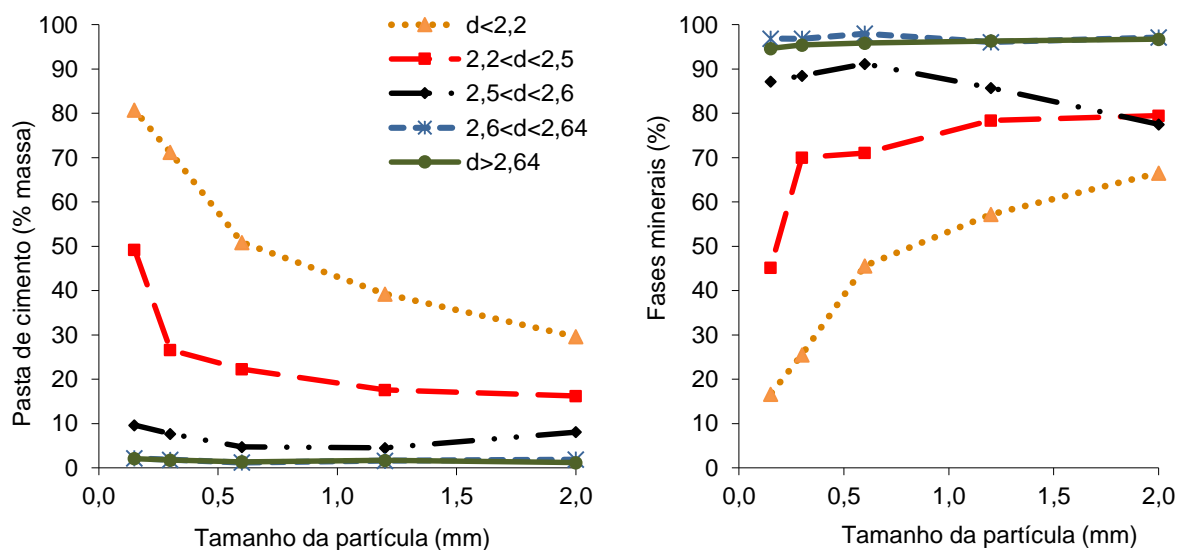 Pasta de cimento (% massa)
100
90
80
70
60
50
40
30
20
10
0
0,0 0,5 1,0 1,5 2,0
Tamanho da partícula (mm)
d<2,2
2,2<d<2,5
2,5<d<2,6
2,6<d<2,64
d>2,64
Fases minerais (%)
100
90
80
70
60
50
40
30
20
10
0
0,0 0,5 1,0 1,5 2,0
Tamanho da partícula (mm)